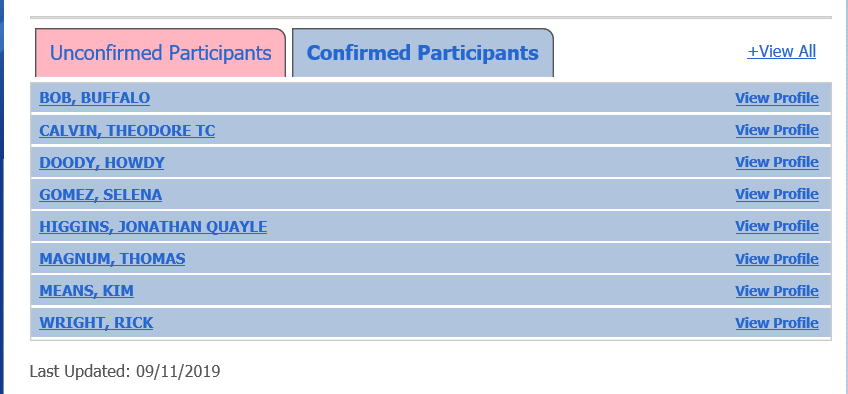 Unconfirmed Participants Confirmed Participants +View All
BOB, BUFFALO View Profile
CALVIN, THEODORE TC View Profile
DOODY, HOWDY View Profile
GOMEZ, SELENA View Profile
HIGGINS, JONATHAN QUAYLE View Profile
MAGNUM, THOMAS View Profile
MEANS, KIM View Profile
WRIGHT, RICK View Profile
Last Updated: 09/11/2019